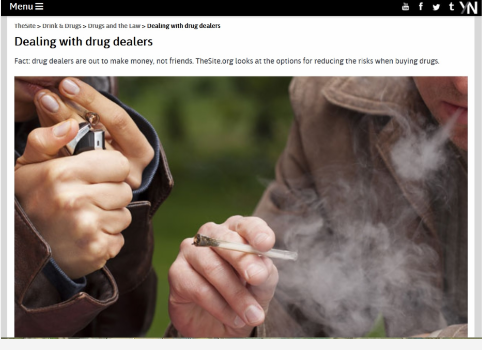 Menu ☰ f t YN
TheSite > Drink & Drugs > Drugs and the Law > Dealing with drug dealers
Dealing with drug dealers
Fact: drug dealers are out to make money, not friends. TheSite.org looks at the options for reducing the risks when buying drugs.